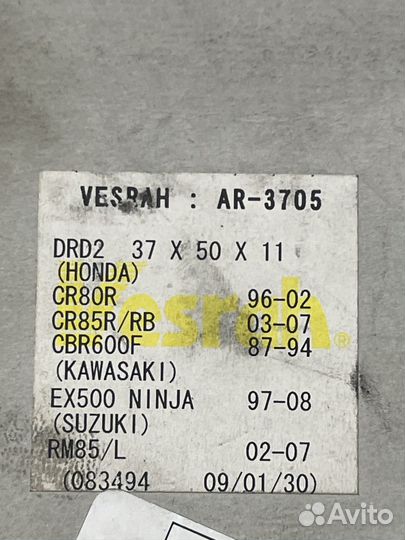 VESRAH : AR-3705
DRD2 37 X 50 X 11
(HONDA)
CR80R 96-02
CR85R/RB 03-07
CBR600F 87-94
(KAWASAKI)
EX500 NINJA 97-08
(SUZUKI)
RM85/L 02-07
(083494 09/01/30)
Vesrah
Avito